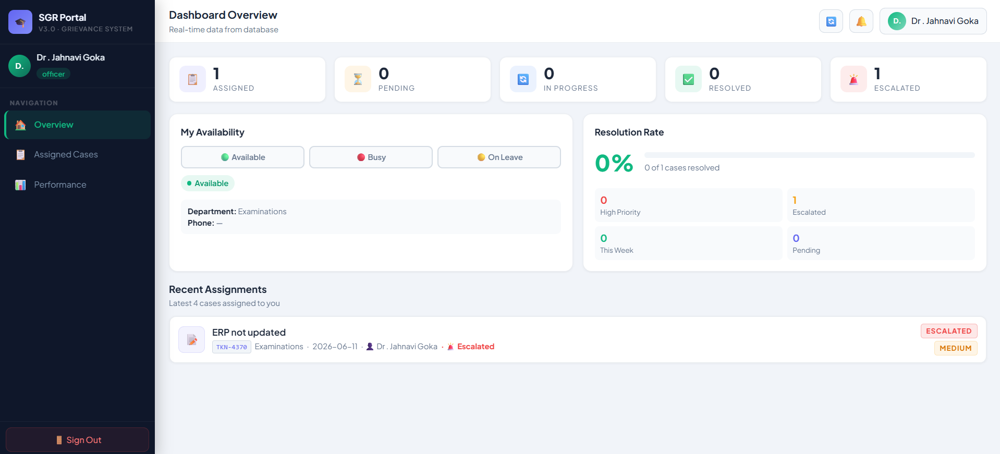 SGR Portal
V3.0 · GRIEVANCE SYSTEM
D.
Dr . Jahnavi Goka
officer
NAVIGATION
Overview
Assigned Cases
Performance
Sign Out
Dashboard Overview
Real-time data from database
D.
Dr . Jahnavi Goka
1
ASSIGNED
0
PENDING
0
IN PROGRESS
0
RESOLVED
1
ESCALATED
My Availability
Available
Busy
On Leave
Available
Department: Examinations
Phone: —
Resolution Rate
0%
0 of 1 cases resolved
0
High Priority
1
Escalated
0
This Week
0
Pending
Recent Assignments
Latest 4 cases assigned to you
ERP not updated
TKN-4370 Examinations · 2026-06-11 · Dr . Jahnavi Goka · Escalated
ESCALATED
MEDIUM